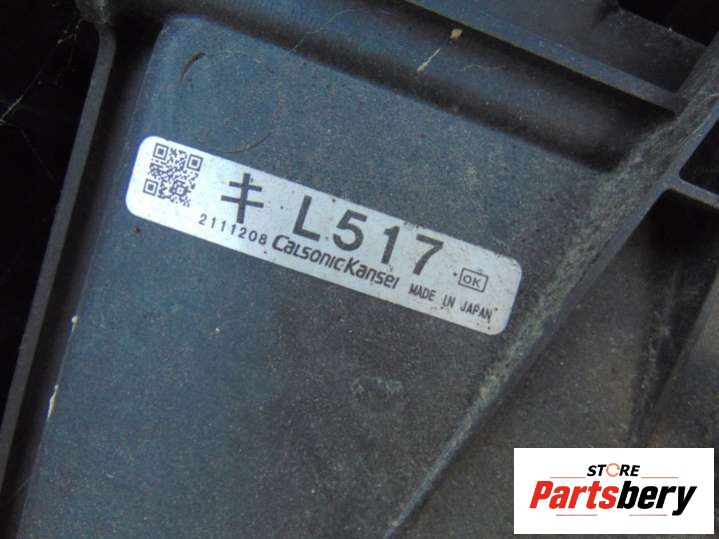 キ L517
2111208 CalsonicKansei MADE IN JAPAN OK
STORE
Partsbery